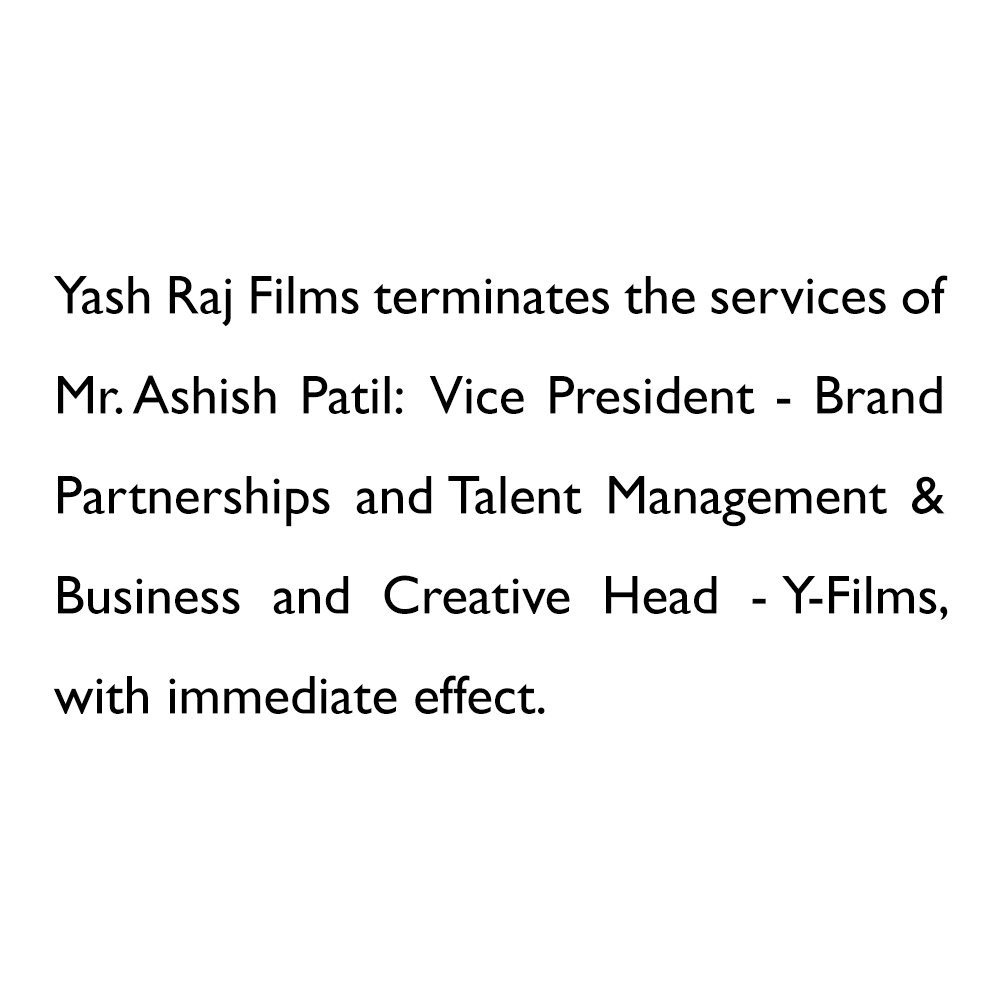 Yash Raj Films terminates the services of
Mr. Ashish Patil: Vice President - Brand
Partnerships and Talent Management &
Business and Creative Head - Y-Films,
with immediate effect.